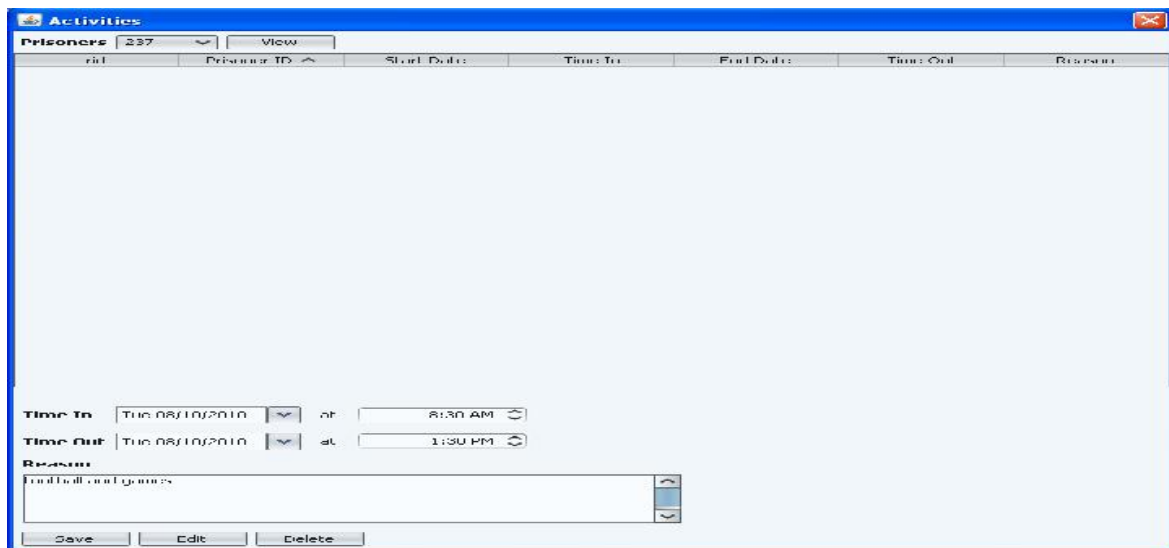 Activities
Prisoners 237 View
rid Prisoner ID Start Date Time In End Date Time Out Reason
Time In Tue 08/10/2010 at 8:30 AM
Time Out Tue 08/10/2010 at 1:30 PM
Reason
Football and games
Save Edit Delete